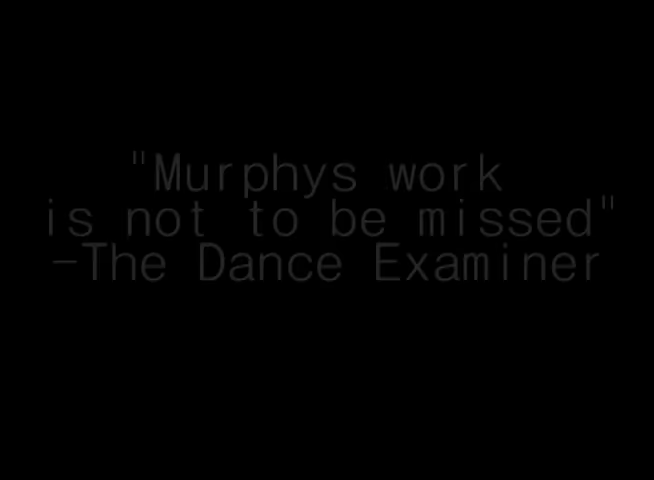 "Murphys work
is not to be missed"
-The Dance Examiner